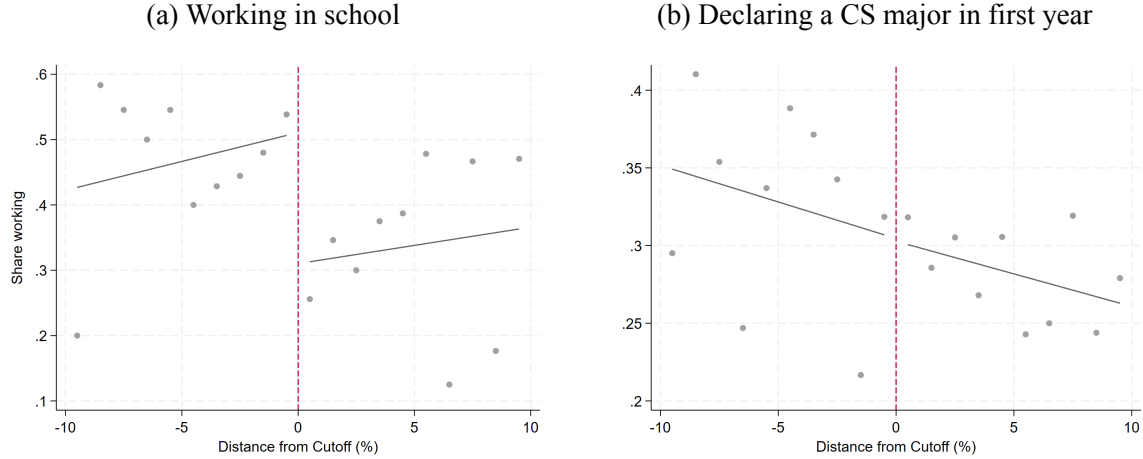 (a) Working in school
.6
.5
.4
.3
.2
.1
Share working
-10 -5 0 5 10
Distance from Cutoff (%)
(b) Declaring a CS major in first year
.4
.35
.3
.25
.2
-10 -5 0 5 10
Distance from Cutoff (%)